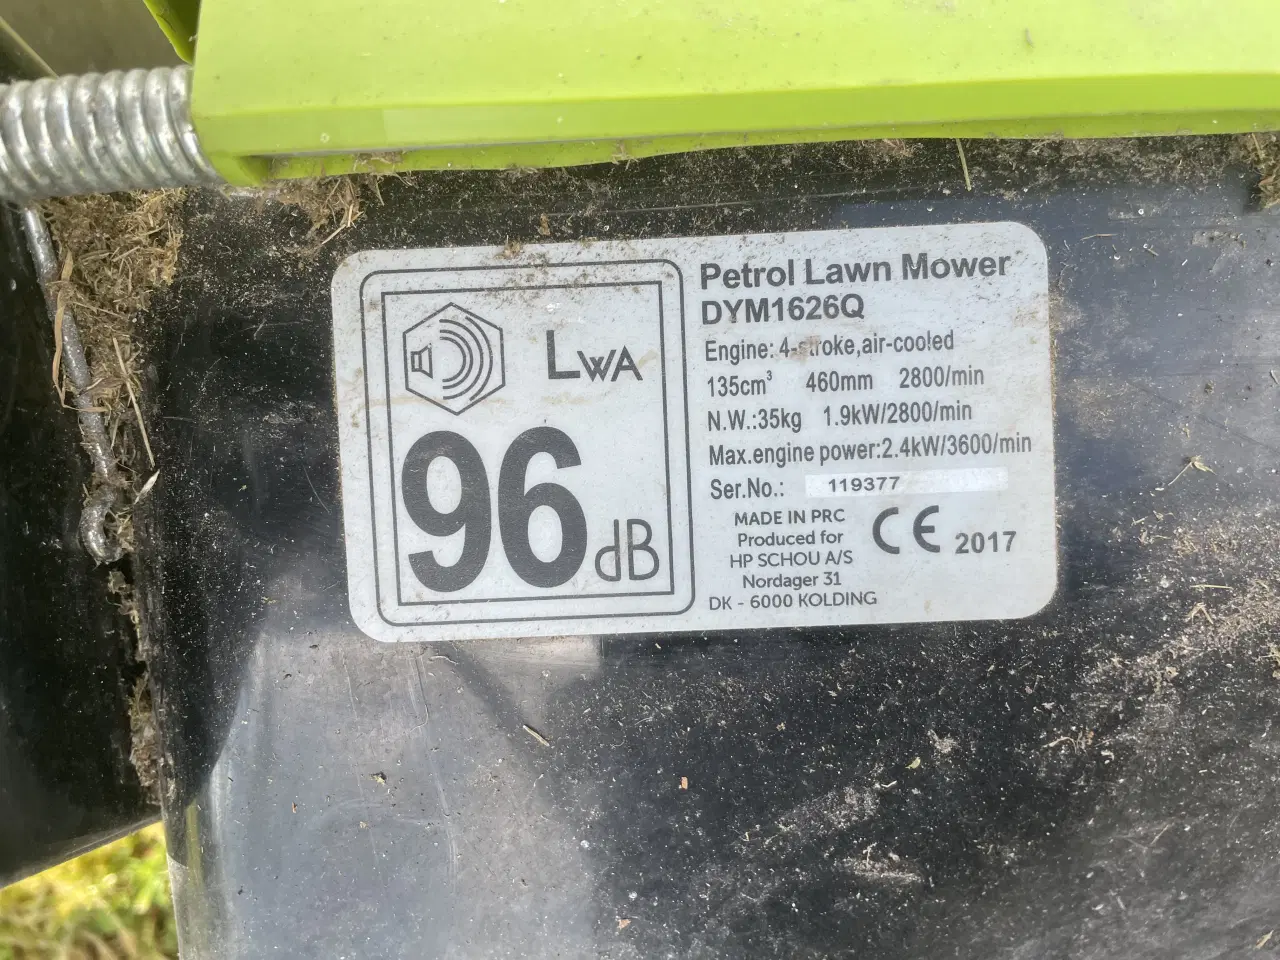 LWA
96 dB
Petrol Lawn Mower
DYM1626Q
Engine: 4-stroke,air-cooled
135cm³ 460mm 2800/min
N.W.:35kg 1.9kW/2800/min
Max.engine power:2.4kW/3600/min
Ser.No.: 119377
MADE IN PRC
Produced for
HP SCHOU A/S
Nordager 31
DK - 6000 KOLDING
CE 2017